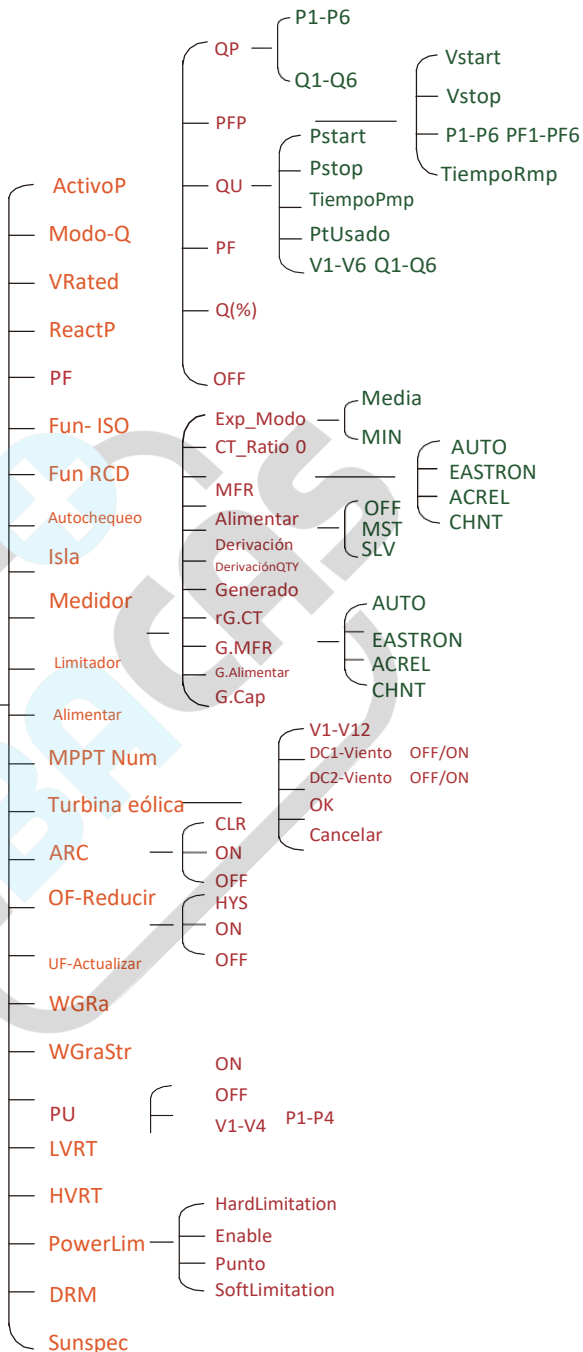 P1-P6
QP
Q1-Q6
Vstart
Vstop
PFP
P1-P6 PF1-PF6
TiempoRmp
Pstart
Pstop
QU
TiempoPmp
PtUsado
V1-V6 Q1-Q6
PF
Q(%)
OFF
ActivoP
Modo-Q
VRated
ReactP
PF
Fun- ISO
Fun RCD
Autochequeo
Isla
Medidor
Limitador
Alimentar
MPPT Num
Turbina eólica
ARC
OF-Reducir
UF-Actualizar
WGRa
WGraStr
PU
LVRT
HVRT
PowerLim
DRM
Sunspec
Exp_Modo
Media
MIN
CT_Ratio 0
MFR
AUTO
EASTRON
ACREL
CHNT
Alimentar
OFF
MST
SLV
Derivación
DerivaciónQTY
Generado
rG.CT
G.MFR
AUTO
EASTRON
ACREL
CHNT
G.Alimentar
G.Cap
V1-V12
DC1-Viento OFF/ON
DC2-Viento OFF/ON
OK
Cancelar
CLR
ON
OFF
HYS
ON
OFF
ON
OFF
V1-V4 P1-P4
HardLimitation
Enable
Punto
SoftLimitation